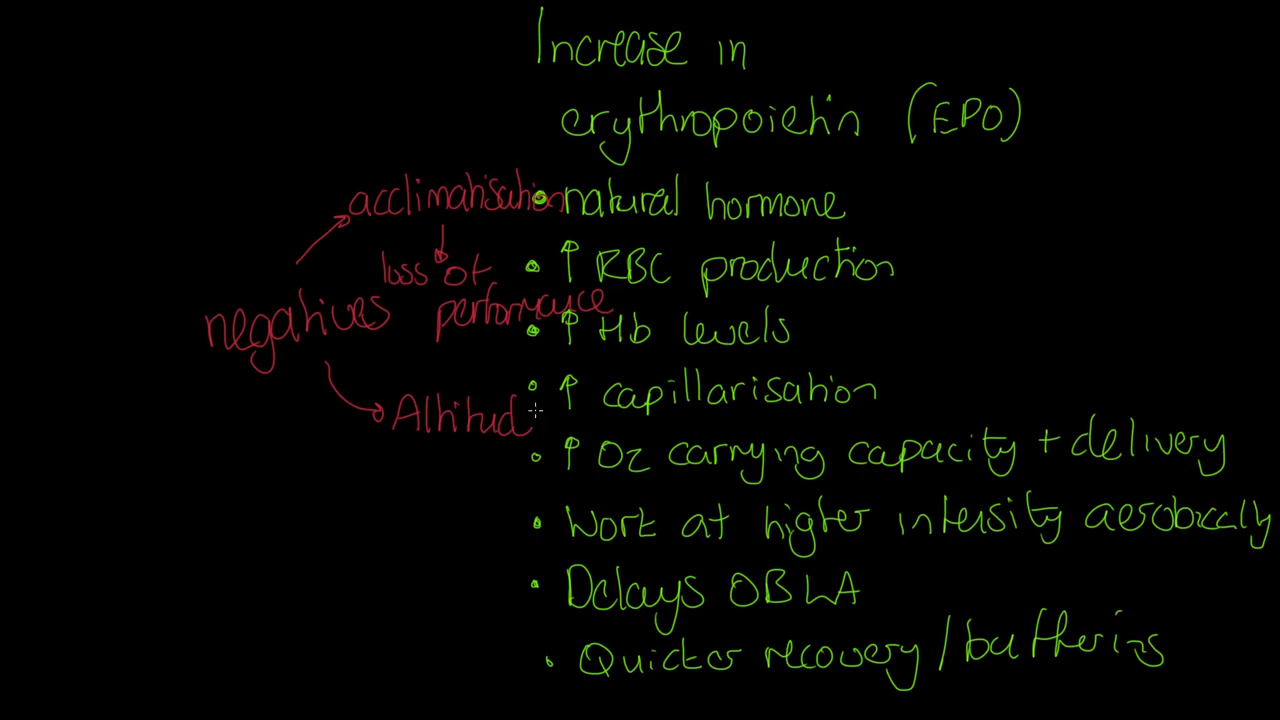 Increase in
erythropoietin (EPO)
• natural hormone
• ↑ RBC production
• ↑ Hb levels
• ↑ capillarisation
• ↑ O2 carrying capacity + delivery
• Work at higher intensity aerobically
• Delays OBLA
• Quicker recovery / buffering
negatives
→ acclimatisation
↓
loss of
performance
→ Altitud